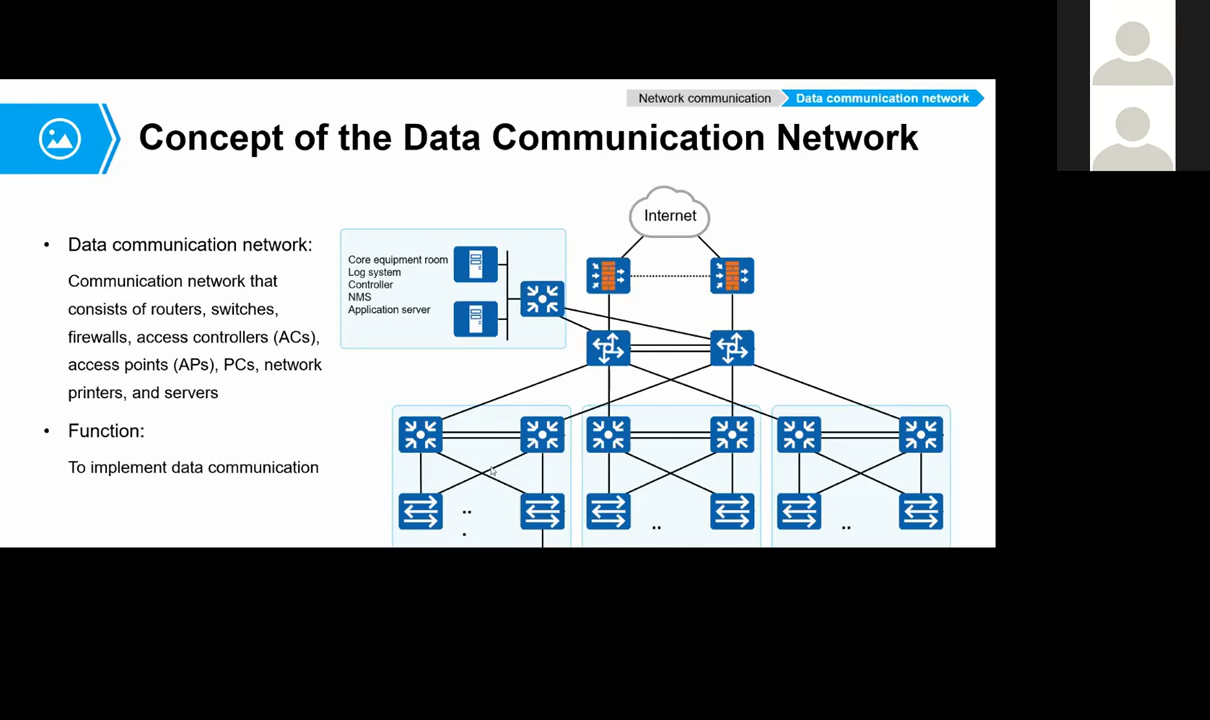 Network communication
Data communication network
Concept of the Data Communication Network
Internet
• Data communication network:
Communication network that
consists of routers, switches,
firewalls, access controllers (ACs),
access points (APs), PCs, network
printers, and servers
• Function:
To implement data communication
Core equipment room
Log system
Controller
NMS
Application server